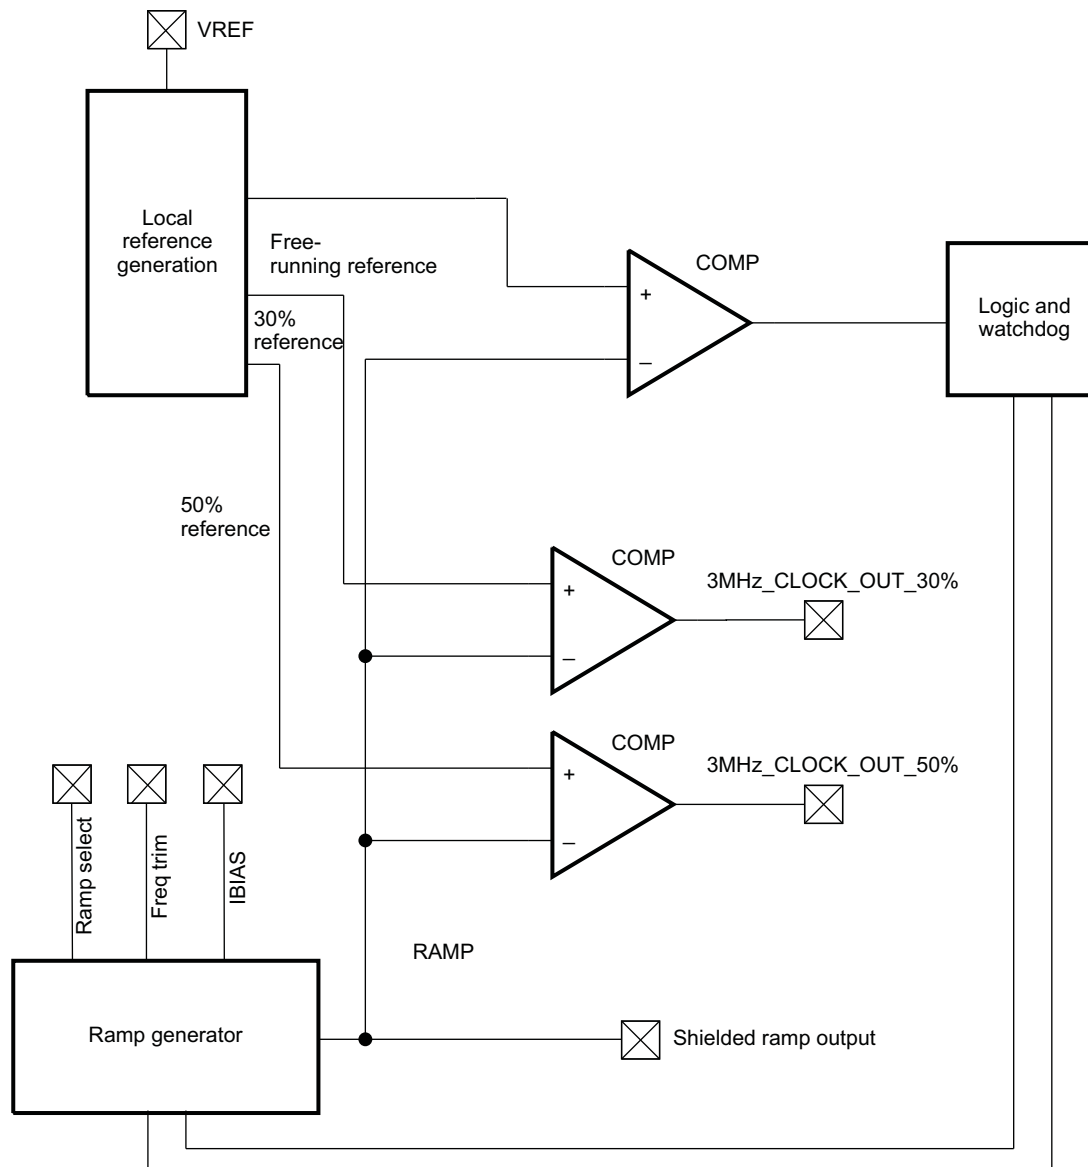 VREF
Local
reference
generation
Free-
running reference
30%
reference
50%
reference
COMP
+
–
Logic and
watchdog
COMP
3MHz_CLOCK_OUT_30%
+
–
COMP
3MHz_CLOCK_OUT_50%
+
–
Ramp select
Freq trim
IBIAS
RAMP
Ramp generator
Shielded ramp output